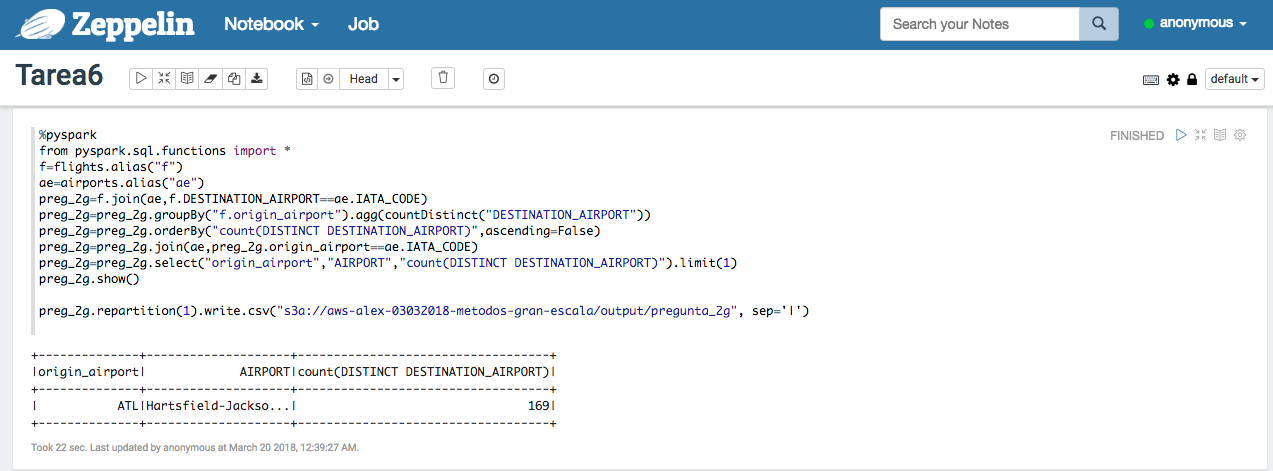 Zeppelin Notebook Job Search your Notes anonymous
Tarea6 Head default
%pyspark FINISHED
from pyspark.sql.functions import *
f=flights.alias("f")
ae=airports.alias("ae")
preg_2g=f.join(ae,f.DESTINATION_AIRPORT==ae.IATA_CODE)
preg_2g=preg_2g.groupBy("f.origin_airport").agg(countDistinct("DESTINATION_AIRPORT"))
preg_2g=preg_2g.orderBy("count(DISTINCT DESTINATION_AIRPORT)",ascending=False)
preg_2g=preg_2g.join(ae,preg_2g.origin_airport==ae.IATA_CODE)
preg_2g=preg_2g.select("origin_airport","AIRPORT","count(DISTINCT DESTINATION_AIRPORT)").limit(1)
preg_2g.show()
preg_2g.repartition(1).write.csv("s3a://aws-alex-03032018-metodos-gran-escala/output/pregunta_2g", sep='|')
+--------------+--------------------+-----------------------------------+
|origin_airport|             AIRPORT|count(DISTINCT DESTINATION_AIRPORT)|
+--------------+--------------------+-----------------------------------+
|           ATL|Hartsfield-Jackso...|                                169|
+--------------+--------------------+-----------------------------------+
Took 22 sec. Last updated by anonymous at March 20 2018, 12:39:27 AM.